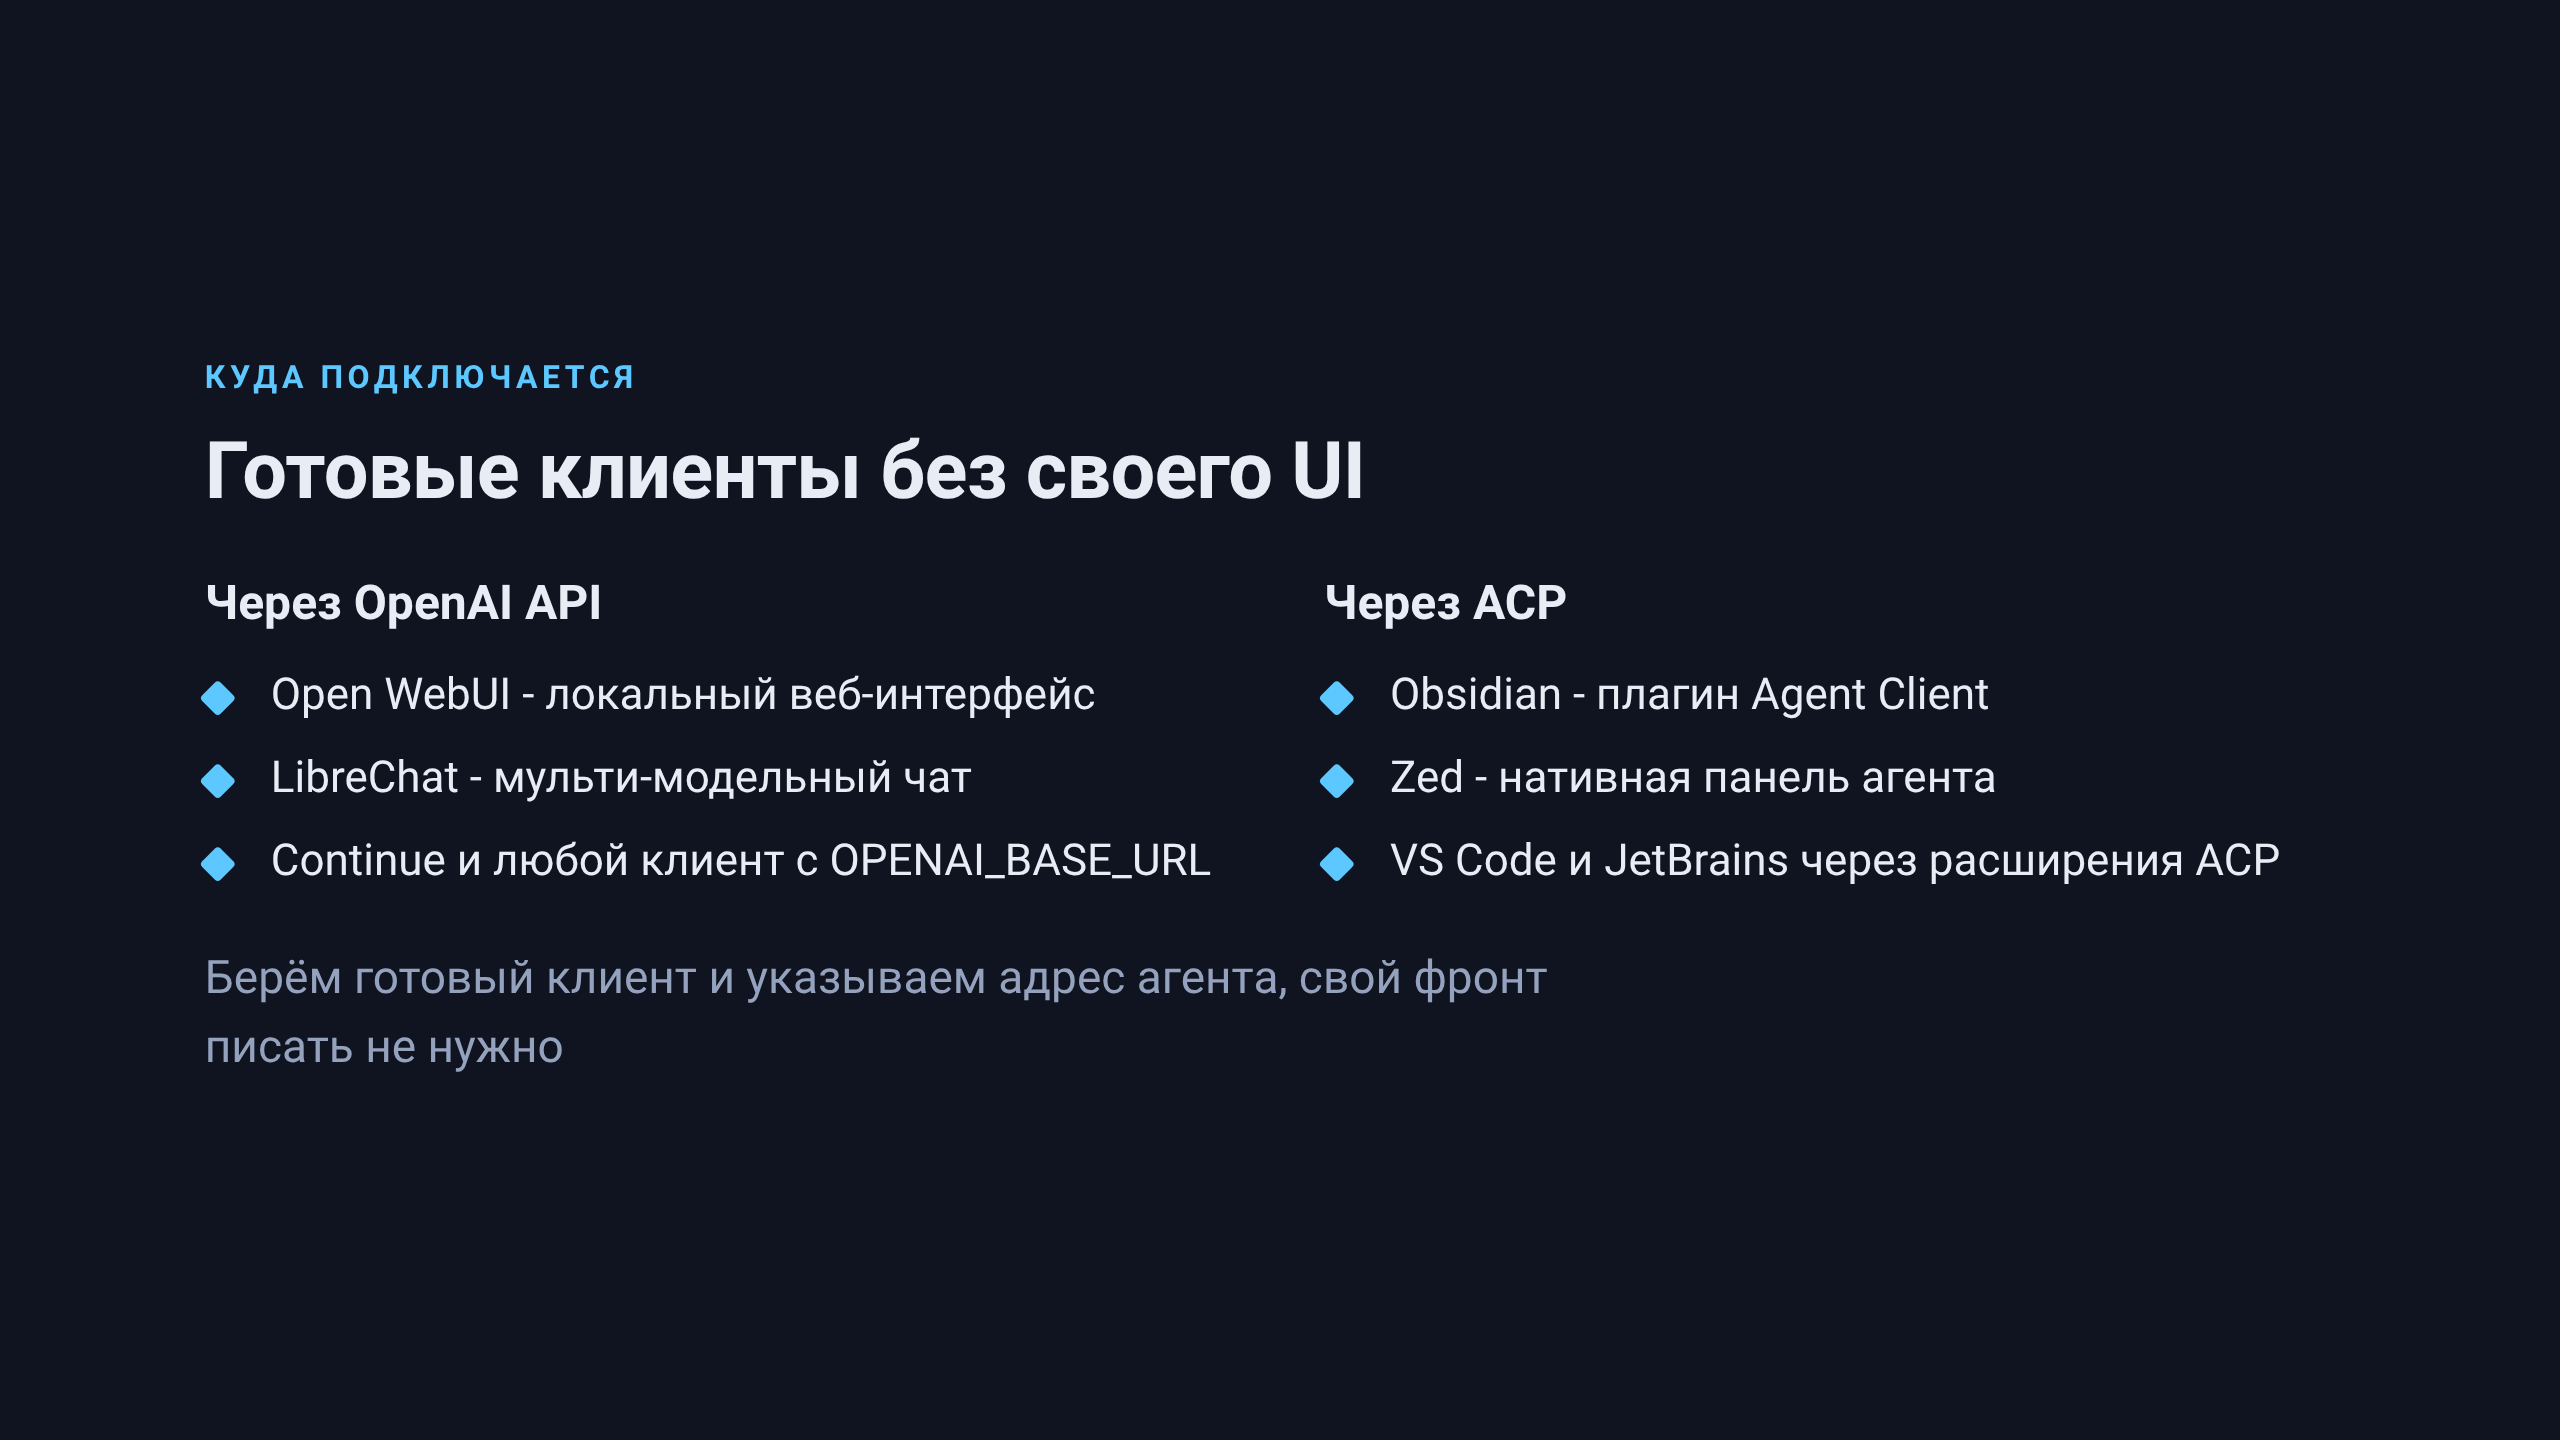 КУДА ПОДКЛЮЧАЕТСЯ
Готовые клиенты без своего UI
Через OpenAI API
Open WebUI - локальный веб-интерфейс
LibreChat - мульти-модельный чат
Continue и любой клиент с OPENAI_BASE_URL
Через ACP
Obsidian - плагин Agent Client
Zed - нативная панель агента
VS Code и JetBrains через расширения ACP
Берём готовый клиент и указываем адрес агента, свой фронт
писать не нужно